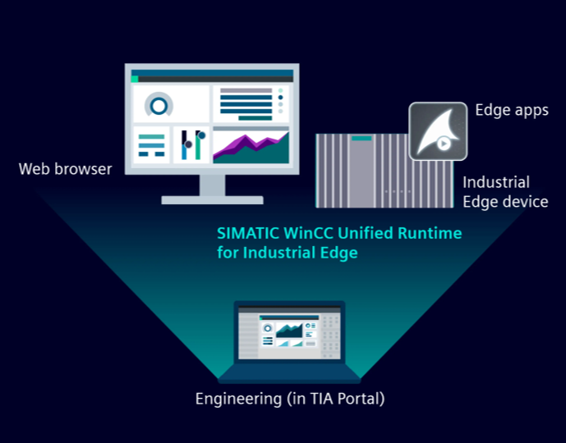 Edge apps
Web browser
Industrial
Edge device
SIMATIC WinCC Unified Runtime
for Industrial Edge
Engineering (in TIA Portal)